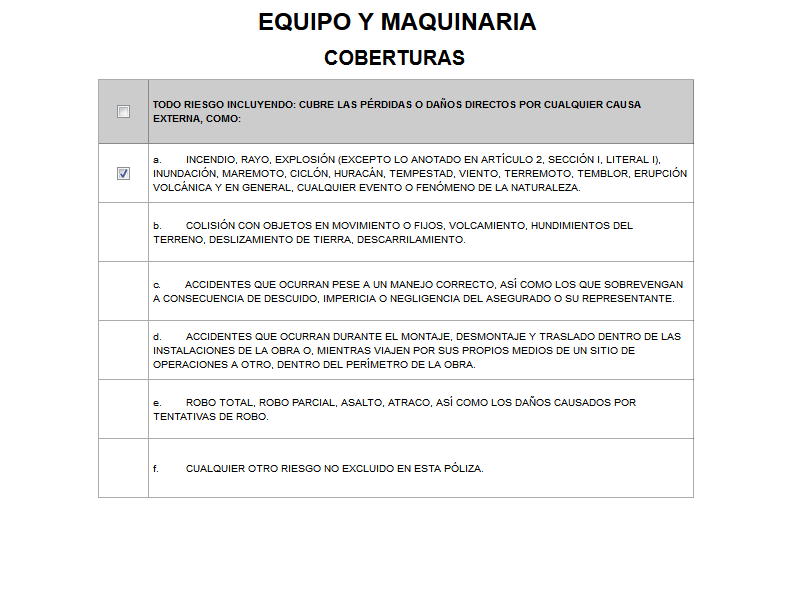 EQUIPO Y MAQUINARIA
COBERTURAS
TODO RIESGO INCLUYENDO: CUBRE LAS PÉRDIDAS O DAÑOS DIRECTOS POR CUALQUIER CAUSA
EXTERNA, COMO:
a. INCENDIO, RAYO, EXPLOSIÓN (EXCEPTO LO ANOTADO EN ARTÍCULO 2, SECCIÓN I, LITERAL I),
INUNDACIÓN, MAREMOTO, CICLÓN, HURACÁN, TEMPESTAD, VIENTO, TERREMOTO, TEMBLOR, ERUPCIÓN
VOLCÁNICA Y EN GENERAL, CUALQUIER EVENTO O FENÓMENO DE LA NATURALEZA.
b. COLISIÓN CON OBJETOS EN MOVIMIENTO O FIJOS, VOLCAMIENTO, HUNDIMIENTOS DEL
TERRENO, DESLIZAMIENTO DE TIERRA, DESCARRILAMIENTO.
c. ACCIDENTES QUE OCURRAN PESE A UN MANEJO CORRECTO, ASÍ COMO LOS QUE SOBREVENGAN
A CONSECUENCIA DE DESCUIDO, IMPERICIA O NEGLIGENCIA DEL ASEGURADO O SU REPRESENTANTE.
d. ACCIDENTES QUE OCURRAN DURANTE EL MONTAJE, DESMONTAJE Y TRASLADO DENTRO DE LAS
INSTALACIONES DE LA OBRA O, MIENTRAS VIAJEN POR SUS PROPIOS MEDIOS DE UN SITIO DE
OPERACIONES A OTRO, DENTRO DEL PERÍMETRO DE LA OBRA.
e. ROBO TOTAL, ROBO PARCIAL, ASALTO, ATRACO, ASÍ COMO LOS DAÑOS CAUSADOS POR
TENTATIVAS DE ROBO.
f. CUALQUIER OTRO RIESGO NO EXCLUIDO EN ESTA PÓLIZA.